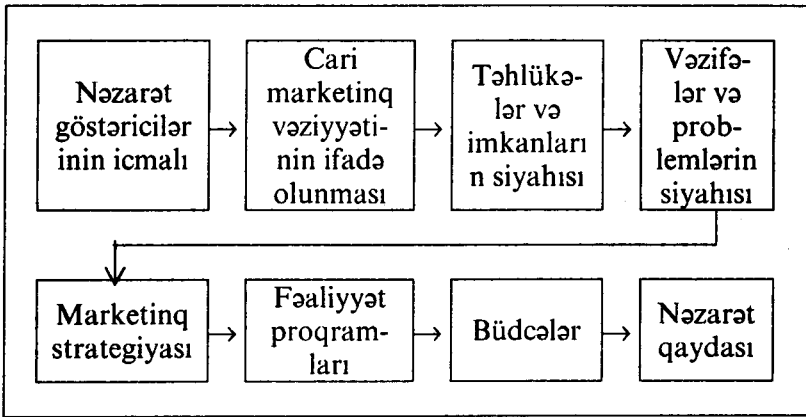 Nəzarət
göstəricilər
inin icmalı
Cari
marketinq
vəziyyəti-
nin ifadə
olunması
Təhlükə-
lər və
imkanları
n siyahısı
Vəzifə-
lər və
prob-
lemlərin
siyahısı
Marketinq
strategiyası
Fəaliyyət
proqram-
ları
Büdcələr
Nəzarət
qaydası